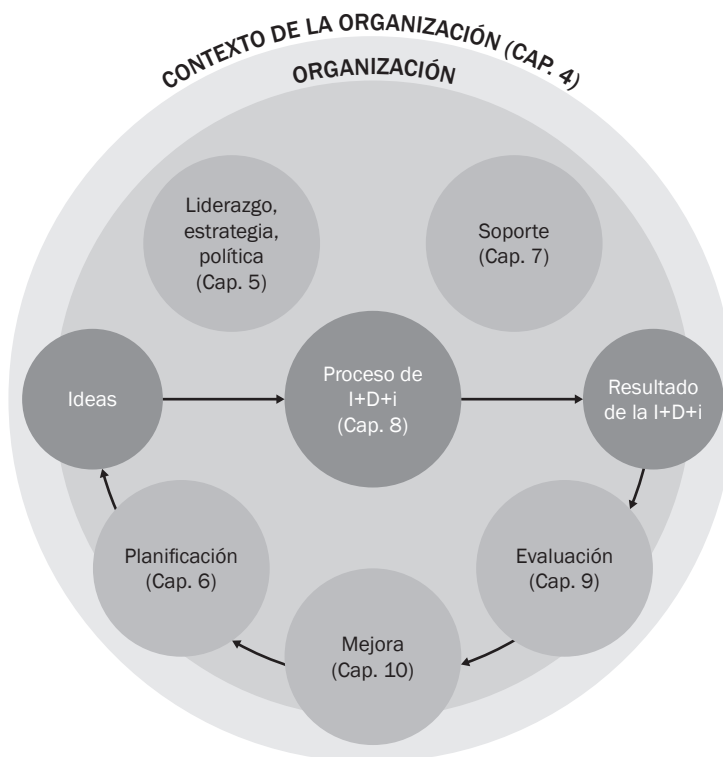 CONTEXTO DE LA ORGANIZACIÓN (CAP. 4)
ORGANIZACIÓN
Liderazgo,
estrategia,
política
(Cap. 5)
Soporte
(Cap. 7)
Ideas
Proceso de
I+D+i
(Cap. 8)
Resultado
de la I+D+i
Planificación
(Cap. 6)
Evaluación
(Cap. 9)
Mejora
(Cap. 10)